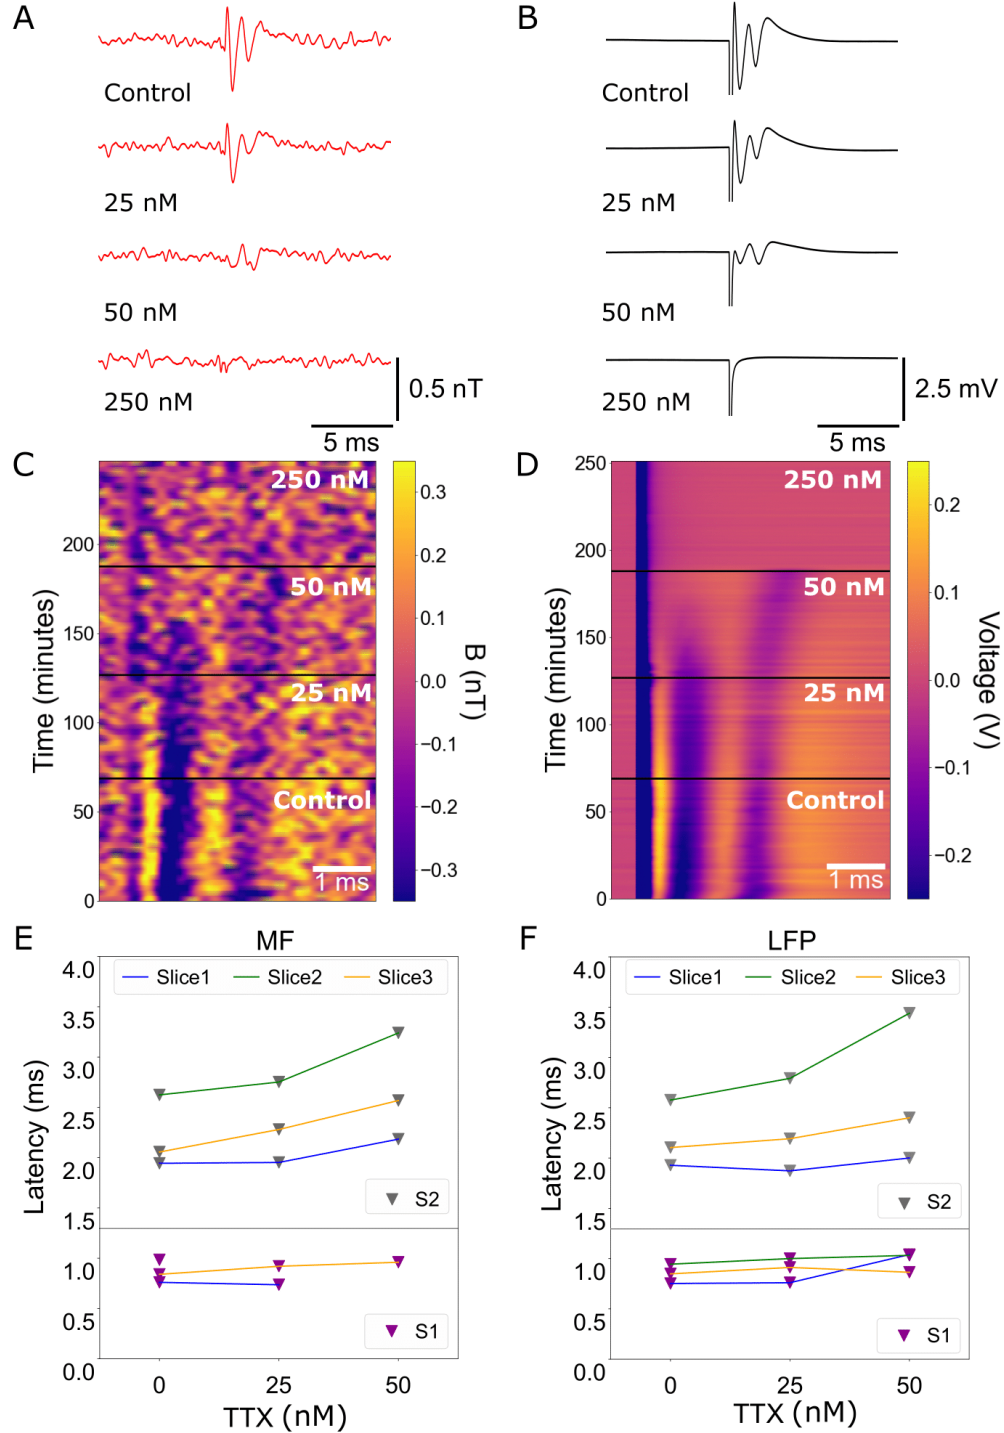 A
B
Control
Control
25 nM
25 nM
50 nM
50 nM
250 nM
0.5 nT
250 nM
2.5 mV
5 ms
5 ms
C
D
250 nM
50 nM
25 nM
Control
1 ms
200
150
100
50
0
Time (minutes)
0.3
0.2
0.1
0.0
−0.1
−0.2
−0.3
B (nT)
250 nM
50 nM
25 nM
Control
1 ms
250
200
150
100
50
0
Time (minutes)
0.2
0.1
0.0
−0.1
−0.2
Voltage (V)
E
MF
Slice1 Slice2 Slice3
4.0
3.5
3.0
2.5
2.0
1.5
1.0
0.5
0.0
Latency (ms)
S2
S1
0 25 50
TTX (nM)
F
LFP
Slice1 Slice2 Slice3
4.0
3.5
3.0
2.5
2.0
1.5
1.0
0.5
0.0
Latency (ms)
S2
S1
0 25 50
TTX (nM)